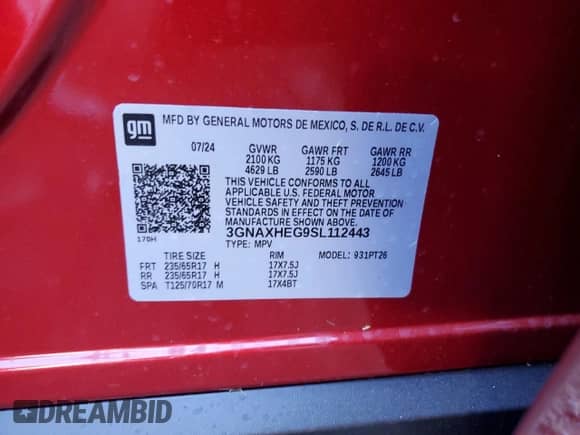 gm
MFD BY GENERAL MOTORS DE MEXICO, S. DE R.L. DE C.V.
07/24 GVWR GAWR FRT GAWR RR
2100 KG 1175 KG 1200 KG
4629 LB 2590 LB 2645 LB
THIS VEHICLE CONFORMS TO ALL
APPLICABLE U.S. FEDERAL MOTOR
VEHICLE SAFETY AND THEFT PREVENTION
STANDARDS IN EFFECT ON THE DATE OF
MANUFACTURE SHOWN ABOVE.
3GNAXHEG9SL112443
170H
TYPE: MPV
TIRE SIZE RIM MODEL: 931PT26
FRT 235/65R17 H 17X7.5J
RR 235/65R17 H 17X7.5J
SPA T125/70R17 M 17X4BT
DREAMBID